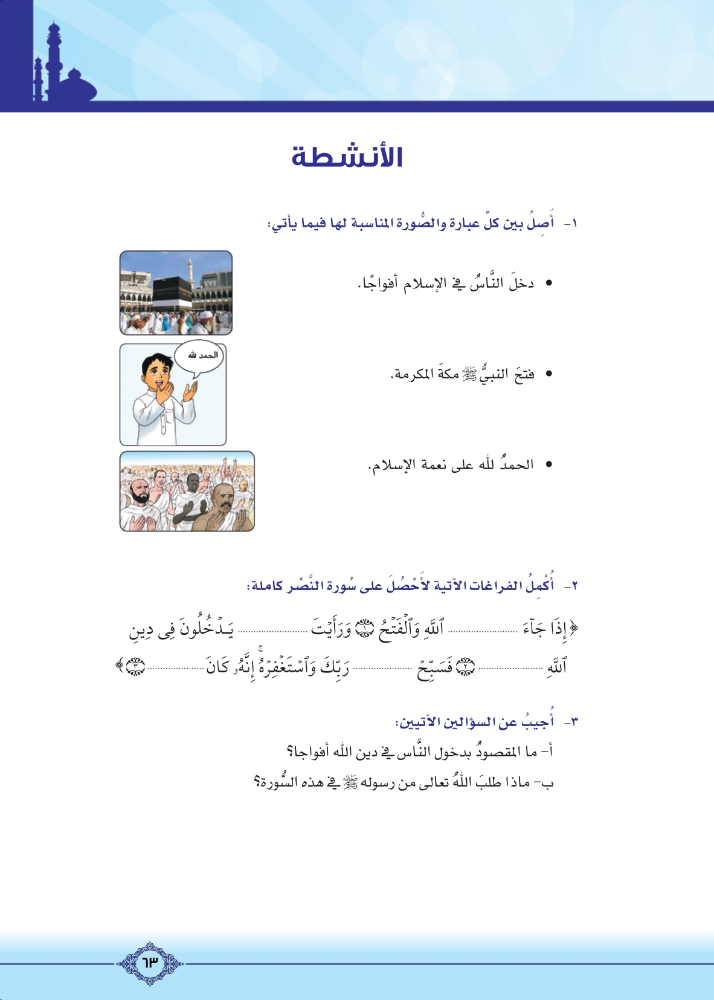 الأنشطة
١- أَصِلُ بين كلِّ عبارة والصُّورة المناسبة لها فيما يأتي:
• دخلَ النَّاسُ في الإسلام أفواجًا.
• فتحَ النبيُّ ﷺ مكةَ المكرمة.
الحمد لله
• الحمدُ لله على نعمة الإسلام.
٢- أُكْمِلُ الفراغات الآتية لأَحْصُلَ على سُورة النَّصْر كاملة:
﴿إِذَا جَآءَ .......................... ٱللَّهِ وَٱلۡفَتۡحُ ١ وَرَأَيۡتَ .......................... يَدۡخُلُونَ فِى دِينِ
ٱللَّهِ ........................ ٢ فَسَبِّحۡ ...................... رَبِّكَ وَٱسۡتَغۡفِرۡهُۚ إِنَّهُۥ كَانَ ..................... ٣﴾
٣- أُجيبُ عن السؤالين الآتيين:
أ- ما المقصودُ بدخول النَّاس في دين الله أفواجا؟
ب- ماذا طلبَ اللهُ تعالى من رسوله ﷺ في هذه السُّورة؟
٦٣